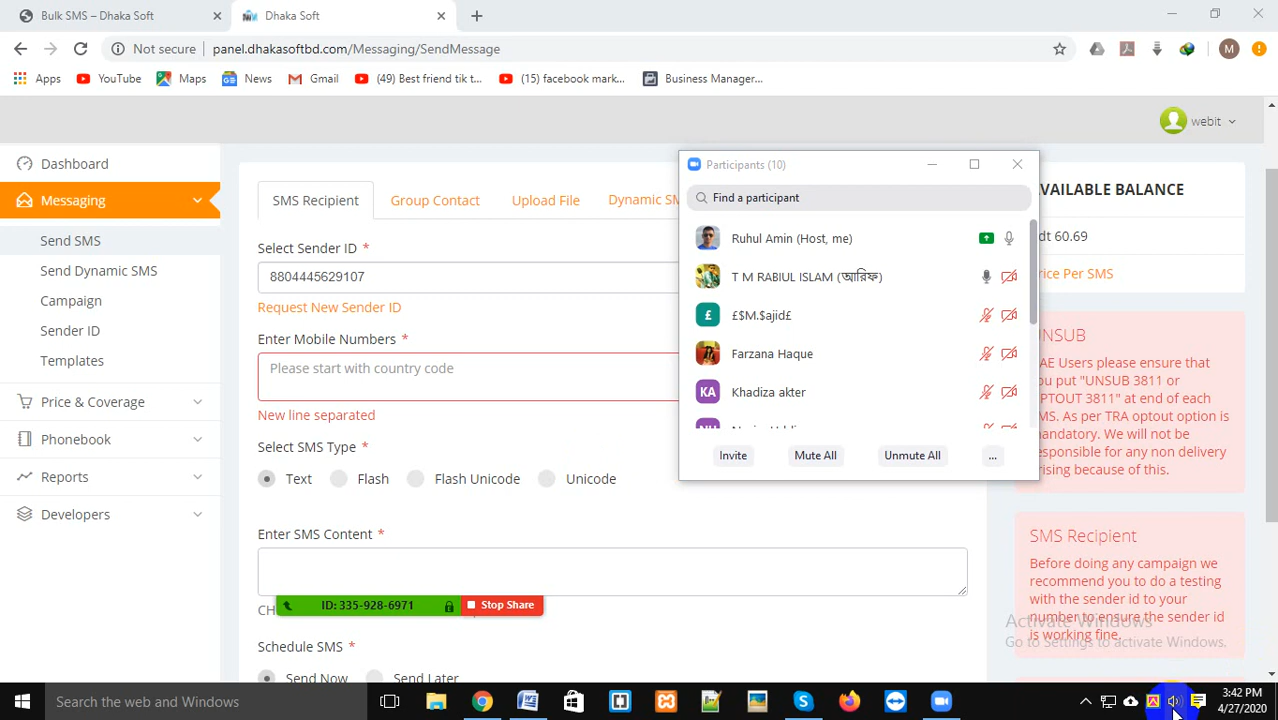 Bulk SMS – Dhaka Soft
Dhaka Soft
Not secure
panel.dhakasoftbd.com/Messaging/SendMessage
M
Apps
YouTube
Maps
News
Gmail
(49) Best friend tik t...
(15) facebook mark...
Business Manager...
webit
Dashboard
Messaging
Send SMS
Send Dynamic SMS
Campaign
Sender ID
Templates
Price & Coverage
Phonebook
Reports
Developers
SMS Recipient
Group Contact
Upload File
Dynamic SM
Select Sender ID *
8804445629107
Request New Sender ID
Enter Mobile Numbers *
Please start with country code
New line separated
Select SMS Type *
Text
Flash
Flash Unicode
Unicode
Enter SMS Content *
CH
ID: 335-928-6971
Stop Share
Schedule SMS *
Send Now
Send Later
Participants (10)
Find a participant
Ruhul Amin (Host, me)
T M RABIUL ISLAM (আরিফ)
£
£$M.$ajid£
Farzana Haque
KA
Khadiza akter
Invite
Mute All
Unmute All
...
AVAILABLE BALANCE
dt 60.69
rice Per SMS
UNSUB
AE Users please ensure that
ou put "UNSUB 3811 or
OPTOUT 3811" at end of each
MS. As per TRA optout option is
mandatory. We will not be
esponsible for any non delivery
rising because of this.
SMS Recipient
Before doing any campaign we
recommend you to do a testing
with the sender id to your
number to ensure the sender id
is working fine.
Activate Windows
Go to Settings to activate Windows.
Search the web and Windows
3:42 PM
4/27/2020